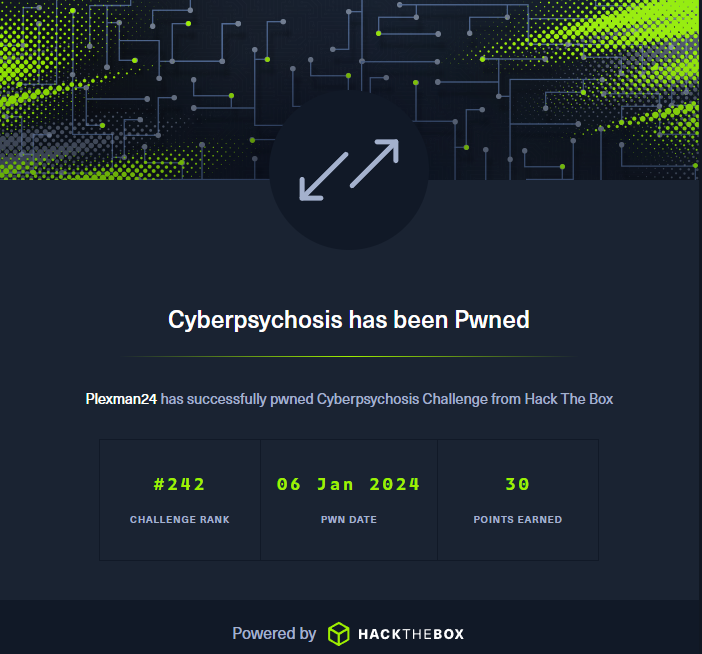 Cyberpsychosis has been Pwned
Plexman24 has successfully pwned Cyberpsychosis Challenge from Hack The Box
#242 06 Jan 2024 30
CHALLENGE RANK PWN DATE POINTS EARNED
Powered by HACKTHEBOX